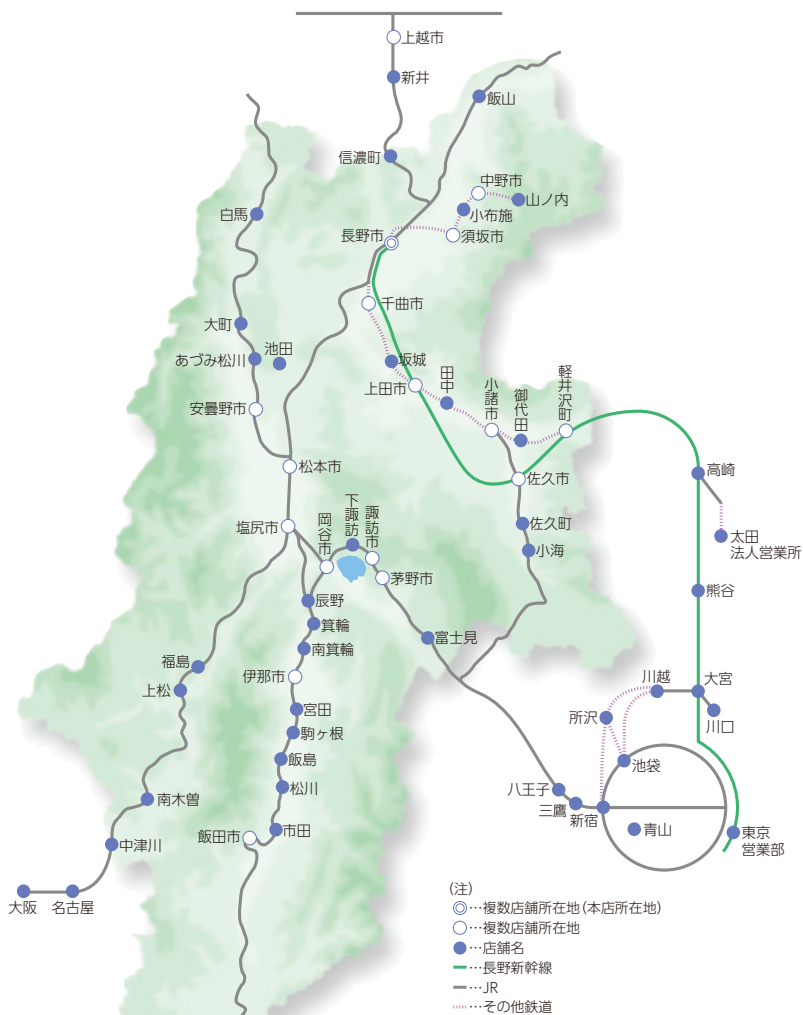 上越市
新井
飯山
信濃町
中野市
山ノ内
小布施
白馬
長野市
須坂市
千曲市
大町
池田
あづみ松川
坂城
田中
上田市
小諸市
御代田
軽井沢町
安曇野市
松本市
佐久市
高崎
塩尻市
岡谷市
下諏訪
諏訪市
佐久町
太田
法人営業所
小海
茅野市
辰野
熊谷
箕輪
富士見
南箕輪
福島
伊那市
上松
川越
大宮
宮田
所沢
川口
駒ヶ根
飯島
池袋
松川
八王子
南木曽
三鷹
新宿
市田
飯田市
青山
東京
営業部
中津川
大阪
名古屋
(注)
◎…複数店舗所在地(本店所在地)
○…複数店舗所在地
●…店舗名
…長野新幹線
…JR
…その他鉄道